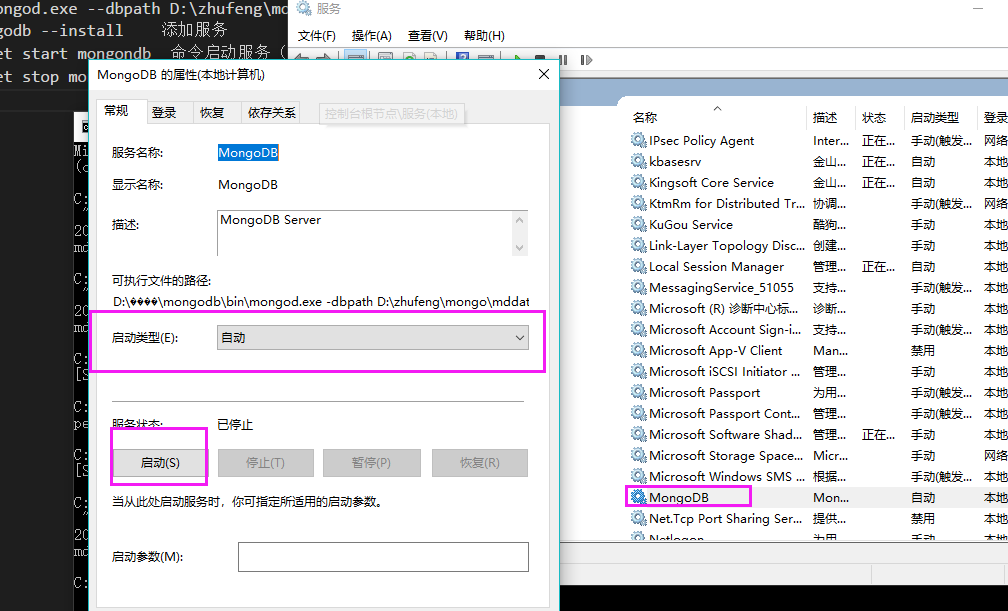 ongod.exe --dbpath D:\zhufeng\md
godb --install 添加服务
et start mongondb 命令启动服务（
et stop mo
服务
文件(F) 操作(A) 查看(V) 帮助(H)
MongoDB 的属性(本地计算机)
常规 登录 恢复 依存关系
控制台根节点\服务(本地)
服务名称: MongoDB
显示名称: MongoDB
描述: MongoDB Server
可执行文件的路径:
D:\����\mongodb\bin\mongod.exe -dbpath D:\zhufeng\mongo\mddat
启动类型(E): 自动
服务状态: 已停止
启动(S) 停止(T) 暂停(P) 恢复(R)
当从此处启动服务时，你可指定所适用的启动参数。
启动参数(M):
名称 描述 状态 启动类型 登录
IPsec Policy Agent Inter... 正在... 手动(触发... 网络
kbasesrv 金山... 正在... 自动 本地
Kingsoft Core Service 金山... 正在... 自动 本地
KtmRm for Distributed Tr... 协调... 手动(触发... 网络
KuGou Service 酷狗... 手动 本地
Link-Layer Topology Disc... 创建... 手动 本地
Local Session Manager 管理... 正在... 自动 本地
MessagingService_51055 支持... 手动(触发... 本地
Microsoft (R) 诊断中心标... 诊断... 手动 本地
Microsoft Account Sign-i... 支持... 手动(触发... 本地
Microsoft App-V Client Man... 禁用 本地
Microsoft iSCSI Initiator ... 管理... 手动 本地
Microsoft Passport 为用... 手动(触发... 本地
Microsoft Passport Cont... 管理... 手动(触发... 本地
Microsoft Software Shad... 管理... 正在... 手动 本地
Microsoft Storage Space... Micr... 手动 网络
Microsoft Windows SMS ... 根据... 手动(触发... 本地
MongoDB Mon... 自动 本地
Net.Tcp Port Sharing Ser... 提供... 禁用 本地
Netlogon 为用... 手动 本地